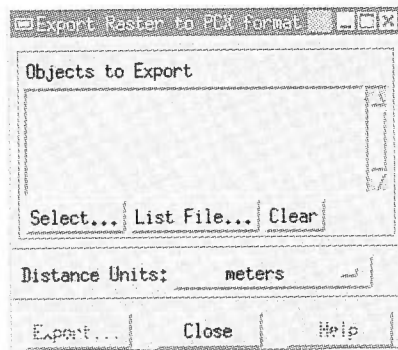 Export Raster to PCX format
Objects to Export
Select... List File... Clear
Distance Units: meters
Export... Close Help